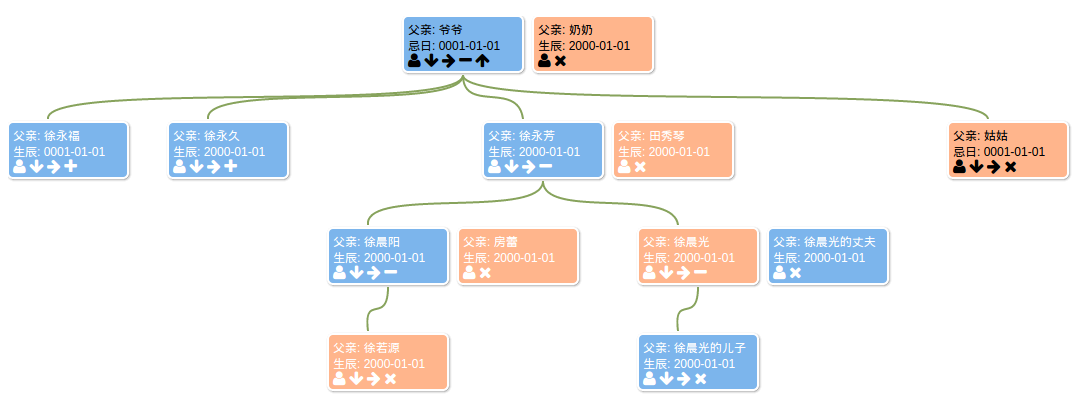 父亲: 爷爷
忌日: 0001-01-01
父亲: 奶奶
生辰: 2000-01-01
父亲: 徐永福
生辰: 0001-01-01
父亲: 徐永久
生辰: 2000-01-01
父亲: 徐永芳
生辰: 2000-01-01
父亲: 田秀琴
生辰: 2000-01-01
父亲: 姑姑
忌日: 0001-01-01
父亲: 徐晨阳
生辰: 2000-01-01
父亲: 房蕾
生辰: 2000-01-01
父亲: 徐晨光
生辰: 2000-01-01
父亲: 徐晨光的丈夫
生辰: 2000-01-01
父亲: 徐若源
生辰: 2000-01-01
父亲: 徐晨光的儿子
生辰: 2000-01-01